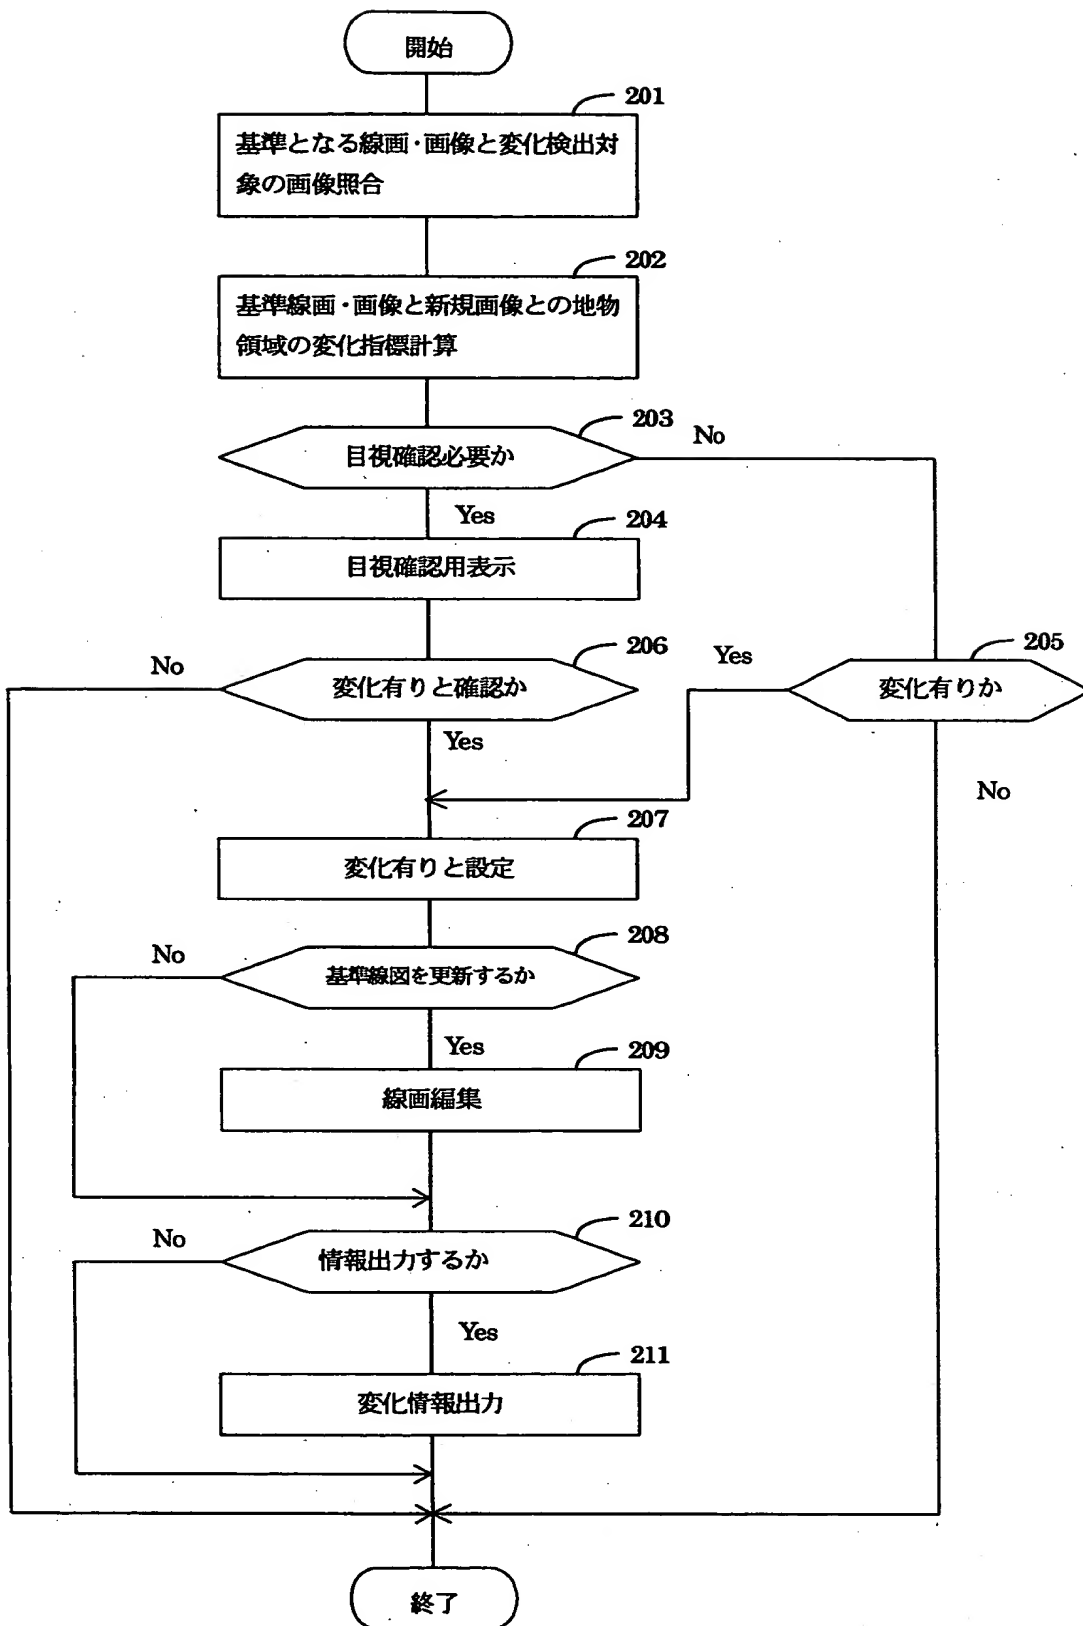 開始
201
基準となる線画・画像と変化検出対
象の画像照合
202
基準線画・画像と新規画像との地物
領域の変化指標計算
203
目視確認必要か
No
Yes
204
目視確認用表示
206
No
変化有りと確認か
Yes
205
変化有りか
Yes
No
207
変化有りと設定
208
No
基準線図を更新するか
Yes
209
線画編集
210
No
情報出力するか
Yes
211
変化情報出力
終了